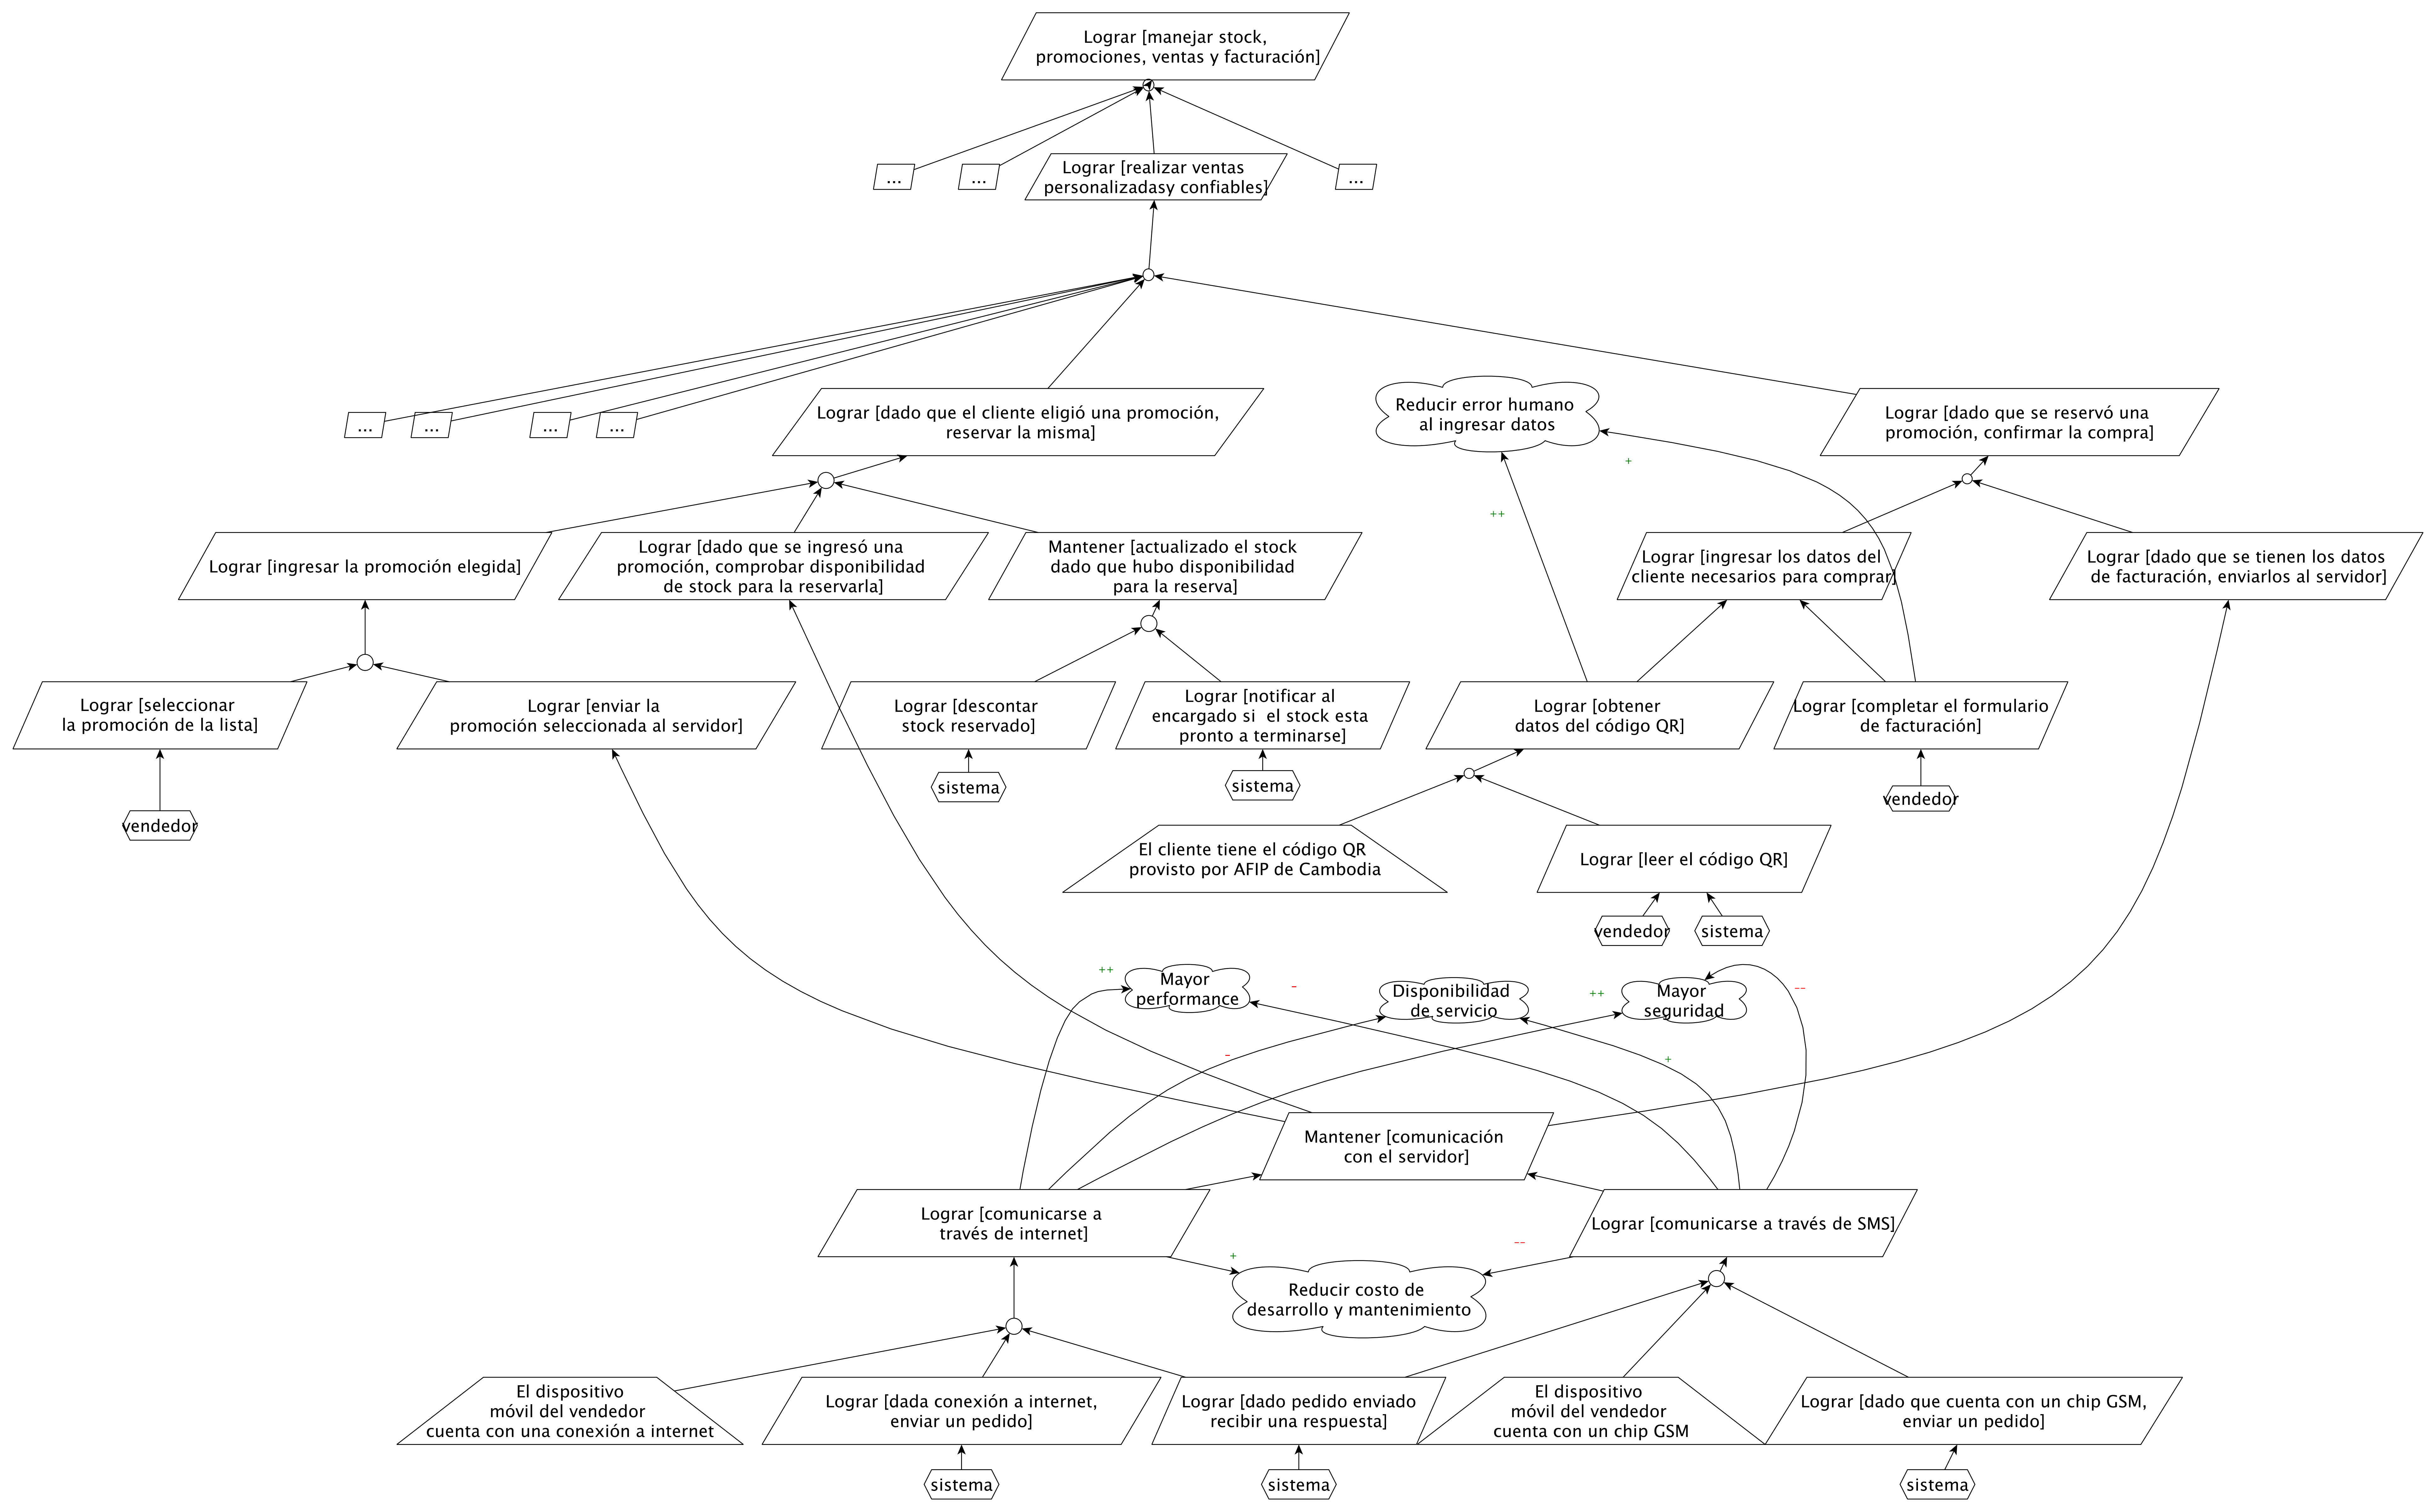 Lograr [manejar stock,
promociones, ventas y facturación]
...
...
Lograr [realizar ventas
personalizadasy confiables]
...
...
...
...
...
Lograr [dado que el cliente eligió una promoción,
reservar la misma]
Reducir error humano
al ingresar datos
Lograr [dado que se reservó una
promoción, confirmar la compra]
+
++
Lograr [ingresar la promoción elegida]
Lograr [dado que se ingresó una
promoción, comprobar disponibilidad
de stock para la reservarla]
Mantener [actualizado el stock
dado que hubo disponibilidad
para la reserva]
Lograr [ingresar los datos del
cliente necesarios para comprar]
Lograr [dado que se tienen los datos
de facturación, enviarlos al servidor]
Lograr [seleccionar
la promoción de la lista]
Lograr [enviar la
promoción seleccionada al servidor]
Lograr [descontar
stock reservado]
Lograr [notificar al
encargado si  el stock esta
pronto a terminarse]
Lograr [obtener
datos del código QR]
Lograr [completar el formulario
de facturación]
vendedor
sistema
sistema
vendedor
El cliente tiene el código QR
provisto por AFIP de Cambodia
Lograr [leer el código QR]
vendedor
sistema
++
Mayor
performance
-
Disponibilidad
de servicio
++
Mayor
seguridad
--
-
+
Mantener [comunicación
con el servidor]
Lograr [comunicarse a
través de internet]
Lograr [comunicarse a través de SMS]
+
--
Reducir costo de
desarrollo y mantenimiento
El dispositivo
móvil del vendedor
cuenta con una conexión a internet
Lograr [dada conexión a internet,
enviar un pedido]
Lograr [dado pedido enviado
recibir una respuesta]
El dispositivo
móvil del vendedor
cuenta con un chip GSM
Lograr [dado que cuenta con un chip GSM,
enviar un pedido]
sistema
sistema
sistema